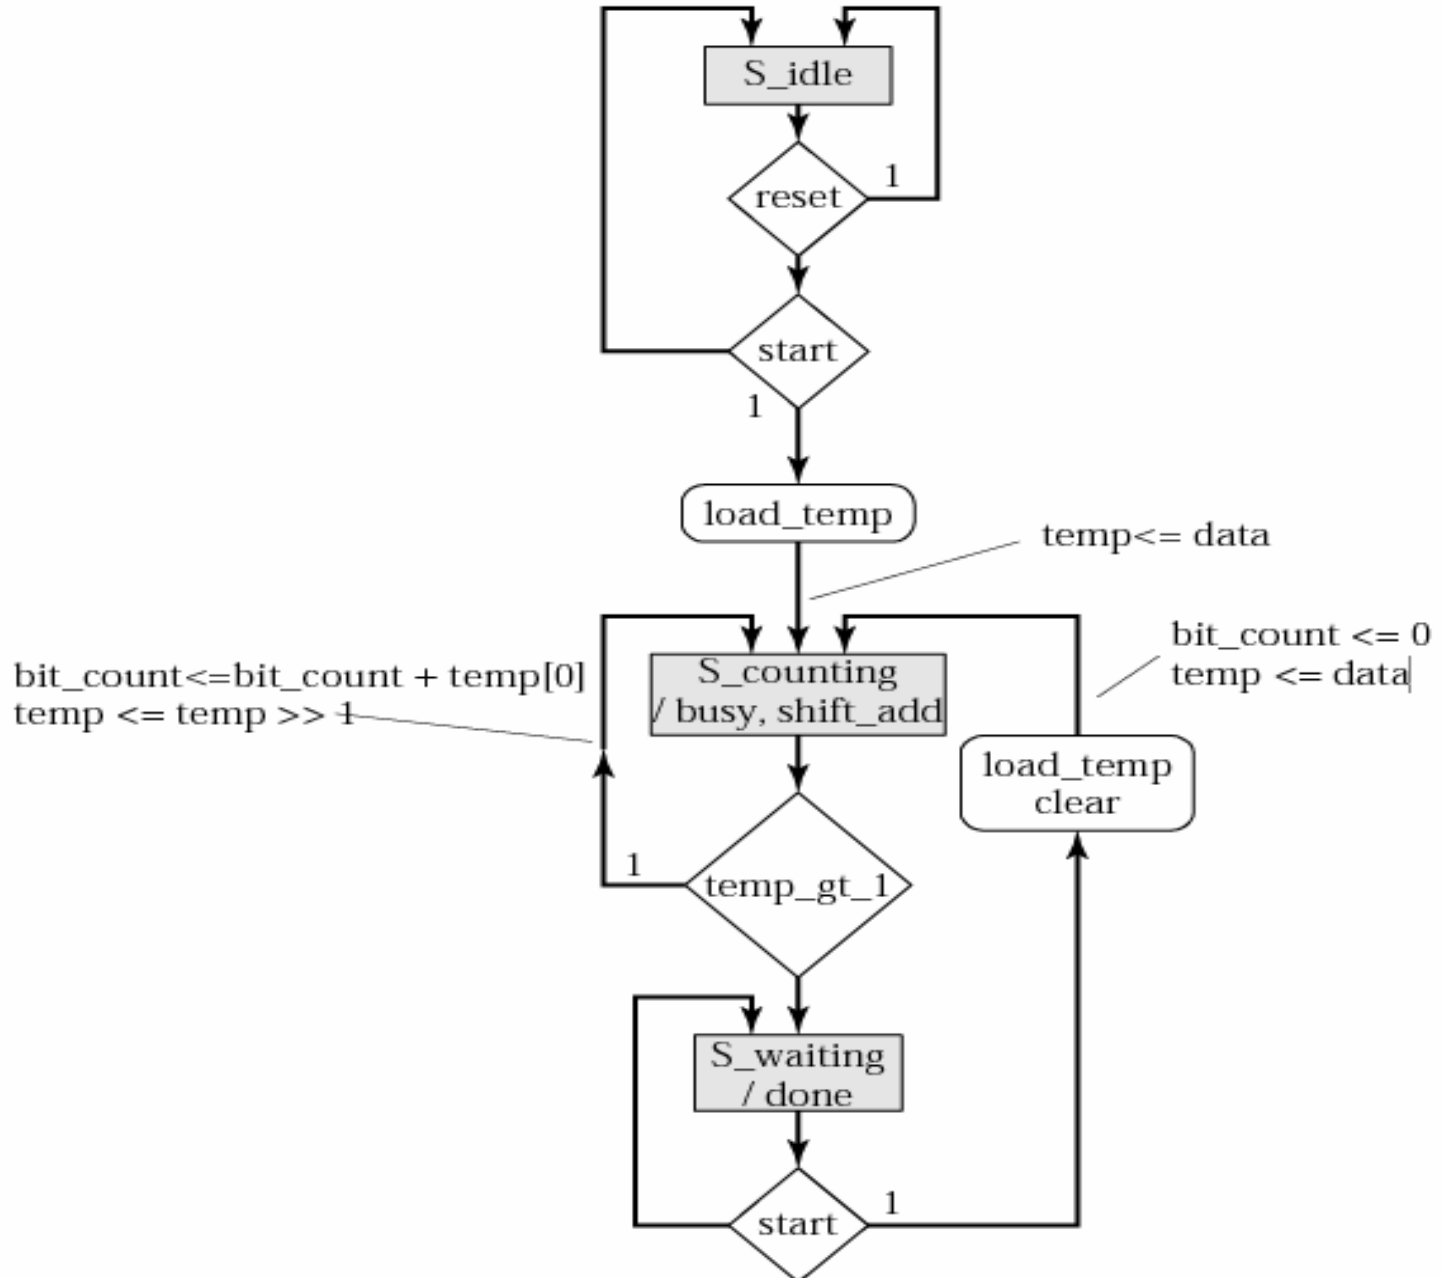 S_idle
reset
1
start
1
load_temp
temp<= data
bit_count <= 0
temp <= data
bit_count<=bit_count + temp[0]
temp <= temp >> 1
S_counting
/ busy, shift_add
load_temp
clear
1
temp_gt_1
S_waiting
/ done
start
1